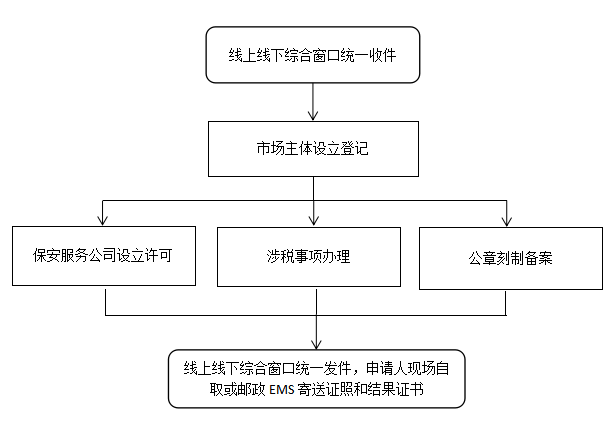 线上线下综合窗口统一收件
市场主体设立登记
保安服务公司设立许可
涉税事项办理
公章刻制备案
线上线下综合窗口统一发件，申请人现场自
取或邮政 EMS 寄送证照和结果证书